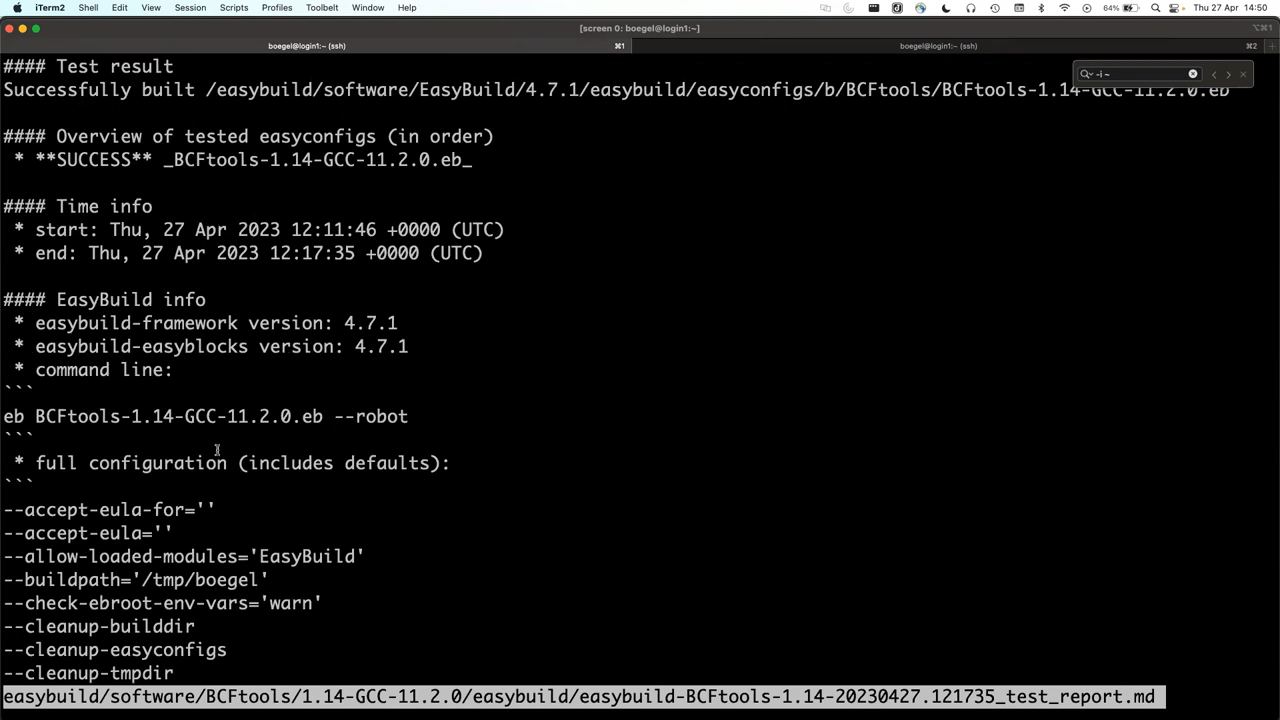 iTerm2 Shell Edit View Session Scripts Profiles Toolbelt Window Help 64% Thu 27 Apr 14:50
[screen 0: boegel@login1:~] ⌥⌘1
boegel@login1:~ (ssh) ⌘1 boegel@login1:~ (ssh) ⌘2
-i ~
#### Test result
Successfully built /easybuild/software/EasyBuild/4.7.1/easybuild/easyconfigs/b/BCFtools/BCFtools-1.14-GCC-11.2.0.eb
#### Overview of tested easyconfigs (in order)
* **SUCCESS** _BCFtools-1.14-GCC-11.2.0.eb_
#### Time info
* start: Thu, 27 Apr 2023 12:11:46 +0000 (UTC)
* end: Thu, 27 Apr 2023 12:17:35 +0000 (UTC)
#### EasyBuild info
* easybuild-framework version: 4.7.1
* easybuild-easyblocks version: 4.7.1
* command line:
```
eb BCFtools-1.14-GCC-11.2.0.eb --robot
```
* full configuration (includes defaults):
```
--accept-eula-for=''
--accept-eula=''
--allow-loaded-modules='EasyBuild'
--buildpath='/tmp/boegel'
--check-ebroot-env-vars='warn'
--cleanup-builddir
--cleanup-easyconfigs
--cleanup-tmpdir
easybuild/software/BCFtools/1.14-GCC-11.2.0/easybuild/easybuild-BCFtools-1.14-20230427.121735_test_report.md